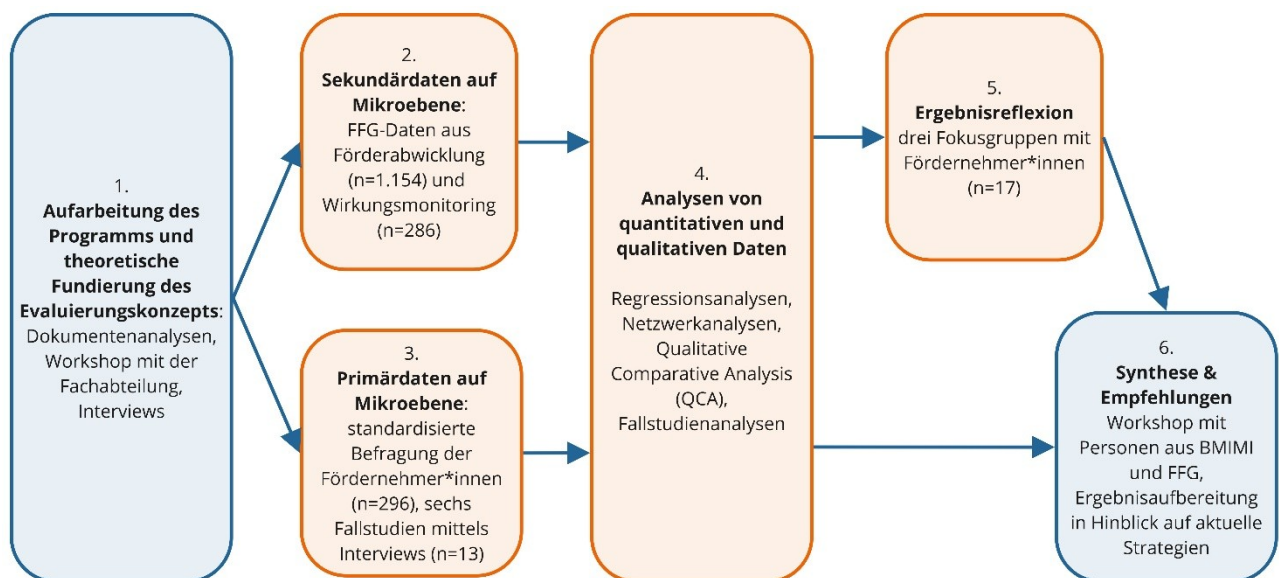 1.
Aufarbeitung des
Programms und
theoretische
Fundierung des
Evaluierungskonzepts:
Dokumentenanalysen,
Workshop mit der
Fachabteilung,
Interviews
2.
Sekundärdaten auf
Mikroebene:
FFG-Daten aus
Förderabwicklung
(n=1.154) und
Wirkungsmonitoring
(n=286)
3.
Primärdaten auf
Mikroebene:
standardisierte
Befragung der
Fördernehmer*innen
(n=296), sechs
Fallstudien mittels
Interviews (n=13)
4.
Analysen von
quantitativen und
qualitativen Daten
Regressionsanalysen,
Netzwerkanalysen,
Qualitative
Comparative Analysis
(QCA),
Fallstudienanalysen
5.
Ergebnisreflexion
drei Fokusgruppen mit
Fördernehmer*innen
(n=17)
6.
Synthese &
Empfehlungen
Workshop mit
Personen aus BMIMI
und FFG,
Ergebnisaufbereitung
in Hinblick auf aktuelle
Strategien